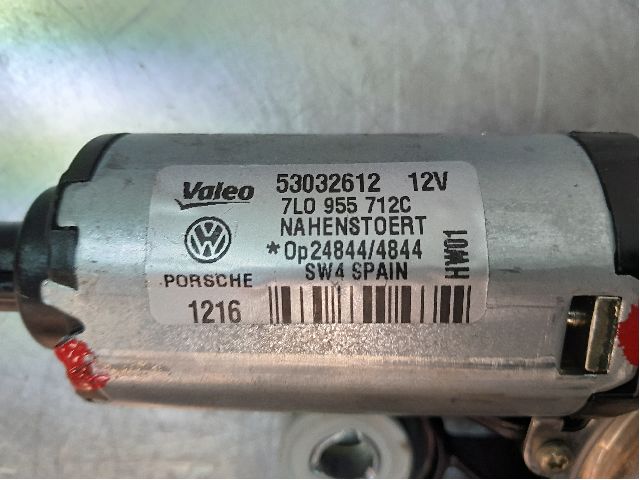 Valeo 53032612 12V
7L0 955 712C
NAHENSTOERT
*Op24844/4844
SW4 SPAIN
HW01
PORSCHE
1216